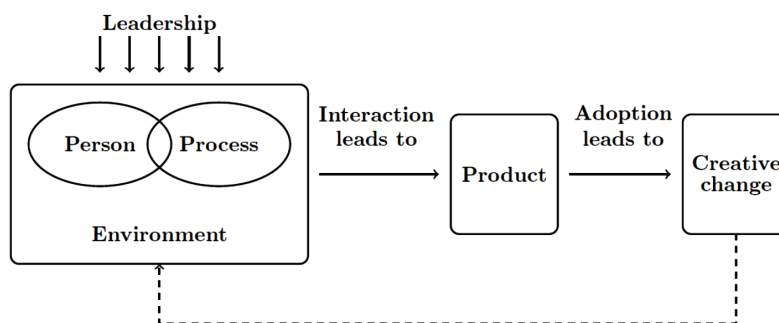 Leadership
Person
Process
Environment
Interaction
leads to
Product
Adoption
leads to
Creative
change